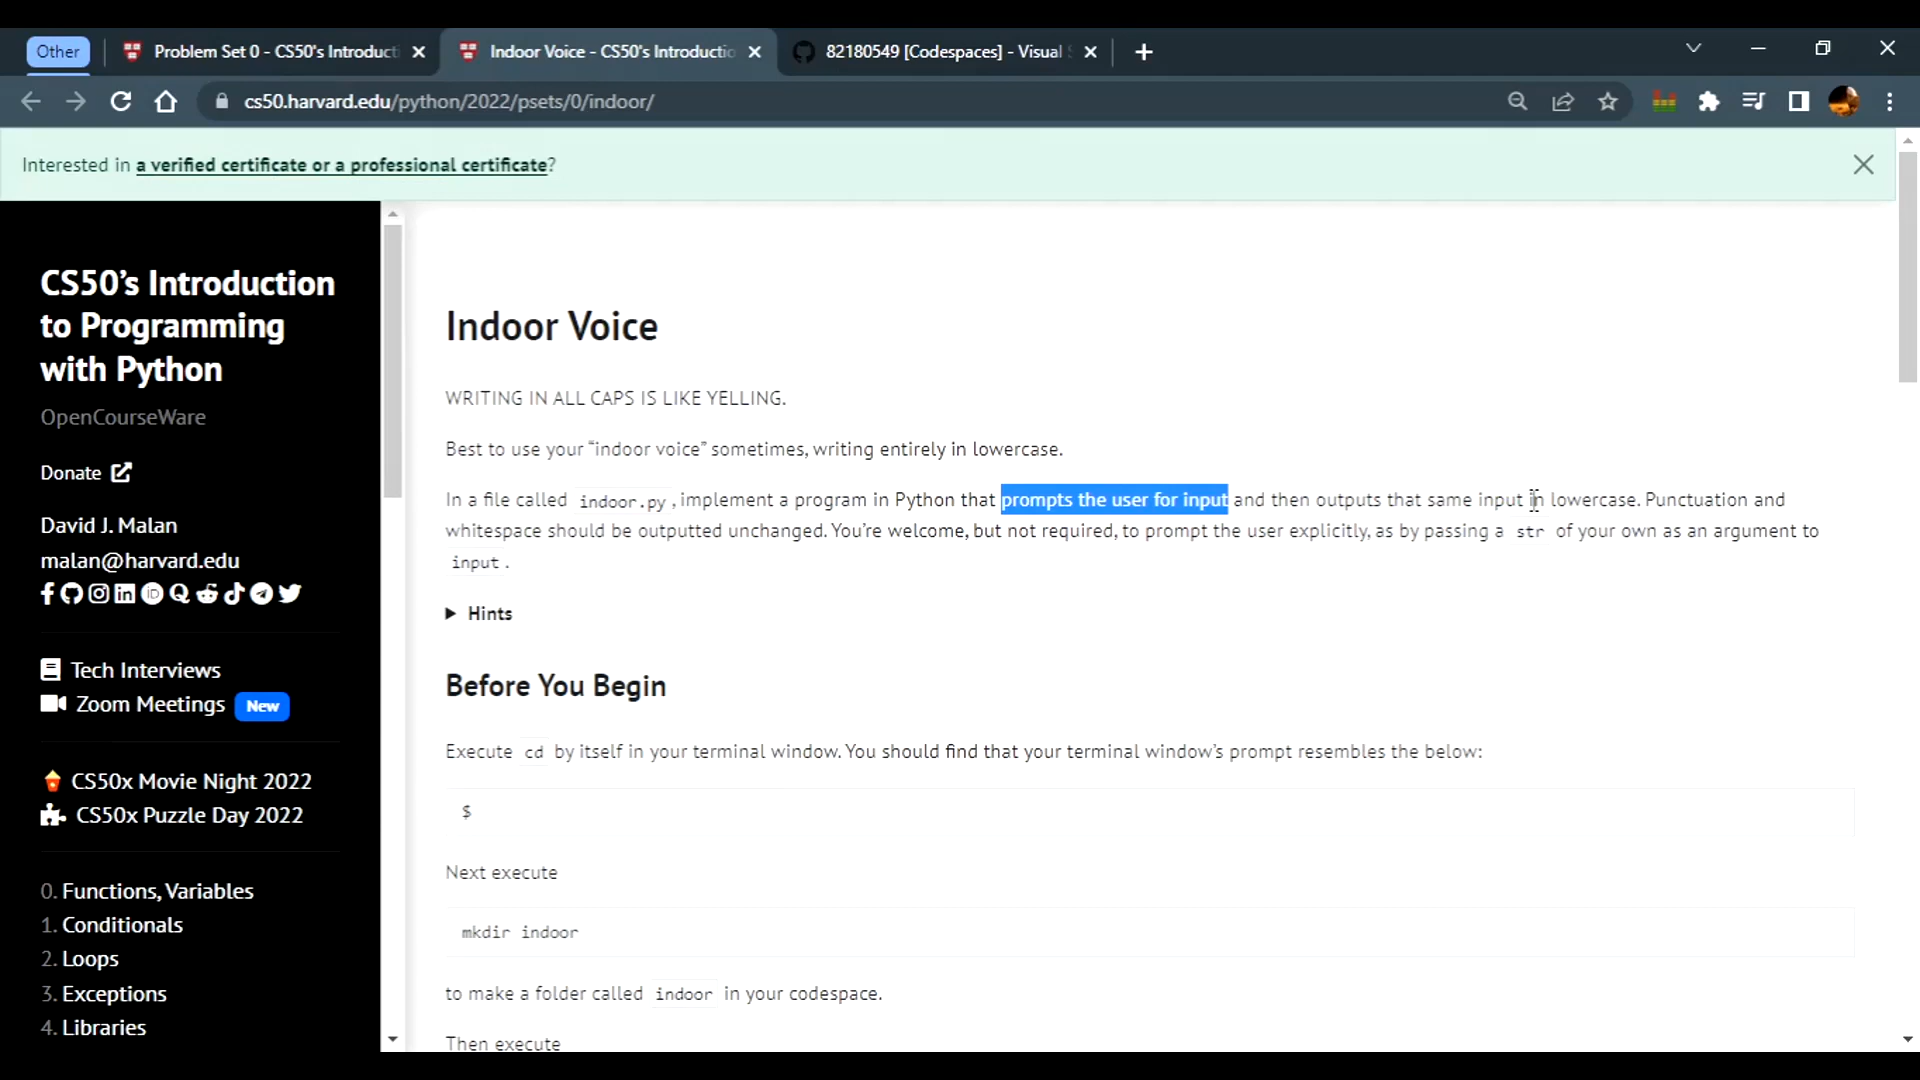 Other
Problem Set 0 - CS50's Introducti
Indoor Voice - CS50's Introductio
82180549 [Codespaces] - Visual S
cs50.harvard.edu/python/2022/psets/0/indoor/
Interested in a verified certificate or a professional certificate?
CS50's Introduction
to Programming
with Python
OpenCourseWare
Donate
David J. Malan
malan@harvard.edu
Tech Interviews
Zoom Meetings New
CS50x Movie Night 2022
CS50x Puzzle Day 2022
0. Functions, Variables
1. Conditionals
2. Loops
3. Exceptions
4. Libraries
Indoor Voice
WRITING IN ALL CAPS IS LIKE YELLING.
Best to use your “indoor voice” sometimes, writing entirely in lowercase.
In a file called indoor.py, implement a program in Python that prompts the user for input and then outputs that same input in lowercase. Punctuation and
whitespace should be outputted unchanged. You’re welcome, but not required, to prompt the user explicitly, as by passing a str of your own as an argument to
input.
Hints
Before You Begin
Execute cd by itself in your terminal window. You should find that your terminal window’s prompt resembles the below:
$
Next execute
mkdir indoor
to make a folder called indoor in your codespace.
Then execute